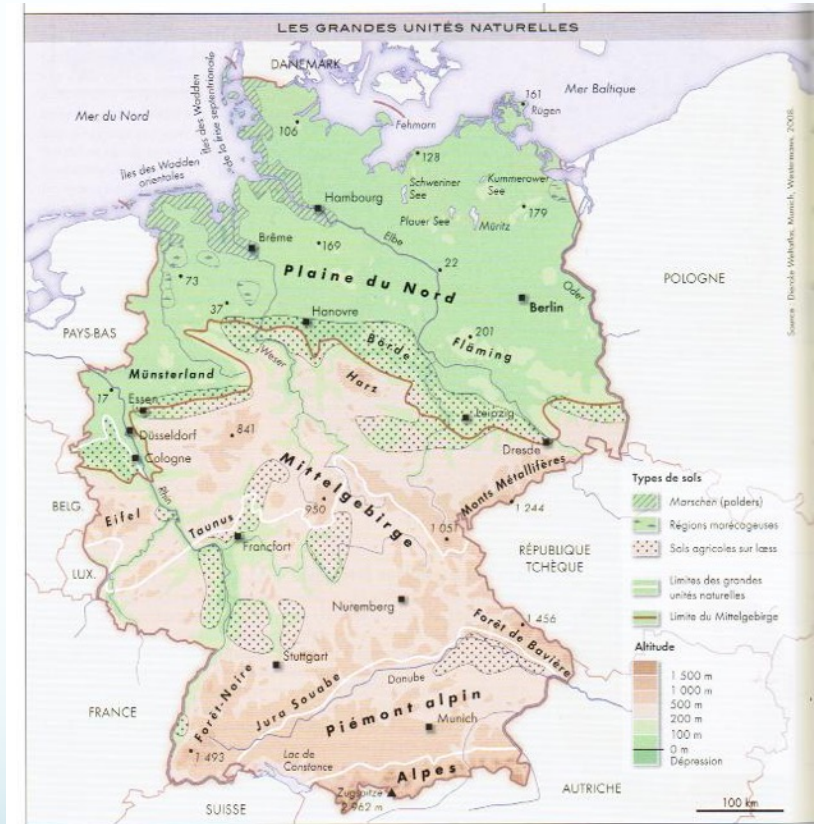 LES GRANDES UNITÉS NATURELLES
DANEMARK
Mer du Nord
Mer Baltique
Îles des Wadden
de la frise septentrionale
Îles des Wadden
orientales
161
Rügen
Fehmarn
106
128
Schweriner
See
Kummerower
See
179
Hambourg
Plauer See
Müritz
Brême
169
Elbe
22
73
Plaine du Nord
POLOGNE
37
Hanovre
Berlin
Oder
PAYS-BAS
Weser
Börde
201
Fläming
Münsterland
Harz
17
Essen
Leipzig
Düsseldorf
841
Dresde
Cologne
Mittelgebirge
Monts Métallifères
BELG.
Rhin
Eifel
Taunus
950
1 244
Francfort
1 051
RÉPUBLIQUE
TCHÈQUE
LUX.
Nuremberg
1 456
Forêt de Bavière
Stuttgart
Danube
FRANCE
Forêt-Noire
Jura Souabe
Piémont alpin
Munich
1 493
Lac de
Constance
Alpes
Zugspitze
2 962 m
SUISSE
AUTRICHE
100 km
Types de sols
Marschen (polders)
Régions marécageuses
Sols agricoles sur lœss
Limites des grandes
unités naturelles
Limite du Mittelgebirge
Altitude
1 500 m
1 000 m
500 m
200 m
100 m
0 m
Dépression
Source : Diercke Weltatlas, Munich, Westermann, 2008.